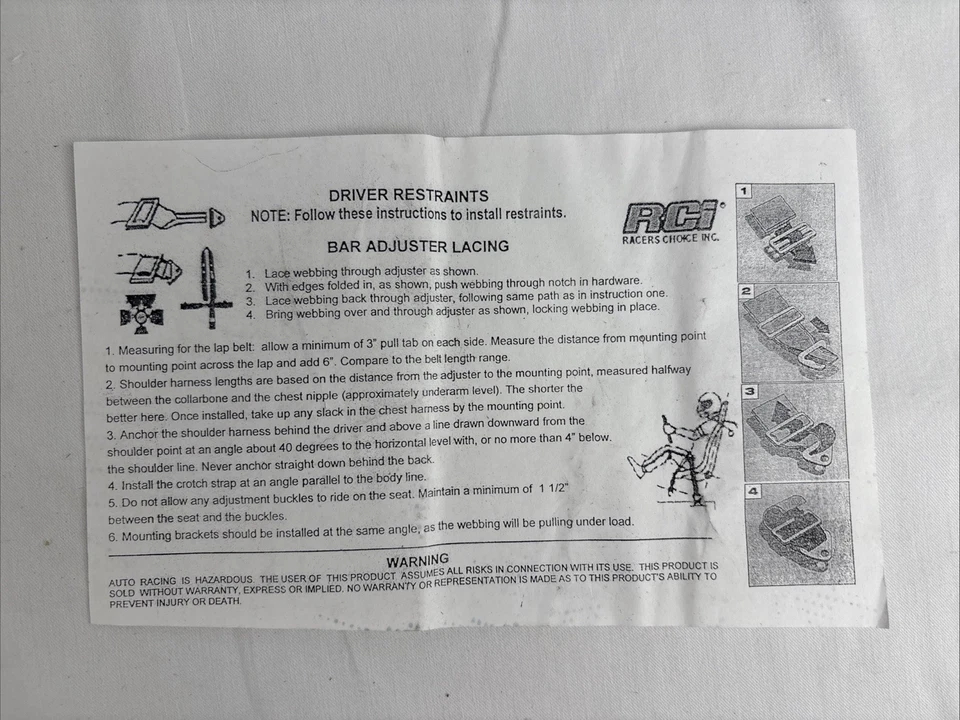 DRIVER RESTRAINTS
NOTE: Follow these instructions to install restraints.
RCi®
RACERS CHOICE INC.
BAR ADJUSTER LACING
1. Lace webbing through adjuster as shown.
2. With edges folded in, as shown, push webbing through notch in hardware.
3. Lace webbing back through adjuster, following same path as in instruction one.
4. Bring webbing over and through adjuster as shown, locking webbing in place.
1. Measuring for the lap belt: allow a minimum of 3" pull tab on each side. Measure the distance from mounting point
to mounting point across the lap and add 6". Compare to the belt length range.
2. Shoulder harness lengths are based on the distance from the adjuster to the mounting point, measured halfway
between the collarbone and the chest nipple (approximately underarm level). The shorter the
better here. Once installed, take up any slack in the chest harness by the mounting point.
3. Anchor the shoulder harness behind the driver and above a line drawn downward from the
shoulder point at an angle about 40 degrees to the horizontal level with, or no more than 4" below.
the shoulder line. Never anchor straight down behind the back.
4. Install the crotch strap at an angle parallel to the body line.
5. Do not allow any adjustment buckles to ride on the seat. Maintain a minimum of 1 1/2"
between the seat and the buckles.
6. Mounting brackets should be installed at the same angle, as the webbing will be pulling under load.
WARNING
AUTO RACING IS HAZARDOUS. THE USER OF THIS PRODUCT ASSUMES ALL RISKS IN CONNECTION WITH ITS USE. THIS PRODUCT IS
SOLD WITHOUT WARRANTY, EXPRESS OR IMPLIED. NO WARRANTY OR REPRESENTATION IS MADE AS TO THIS PRODUCT'S ABILITY TO
PREVENT INJURY OR DEATH.
1
2
3
4